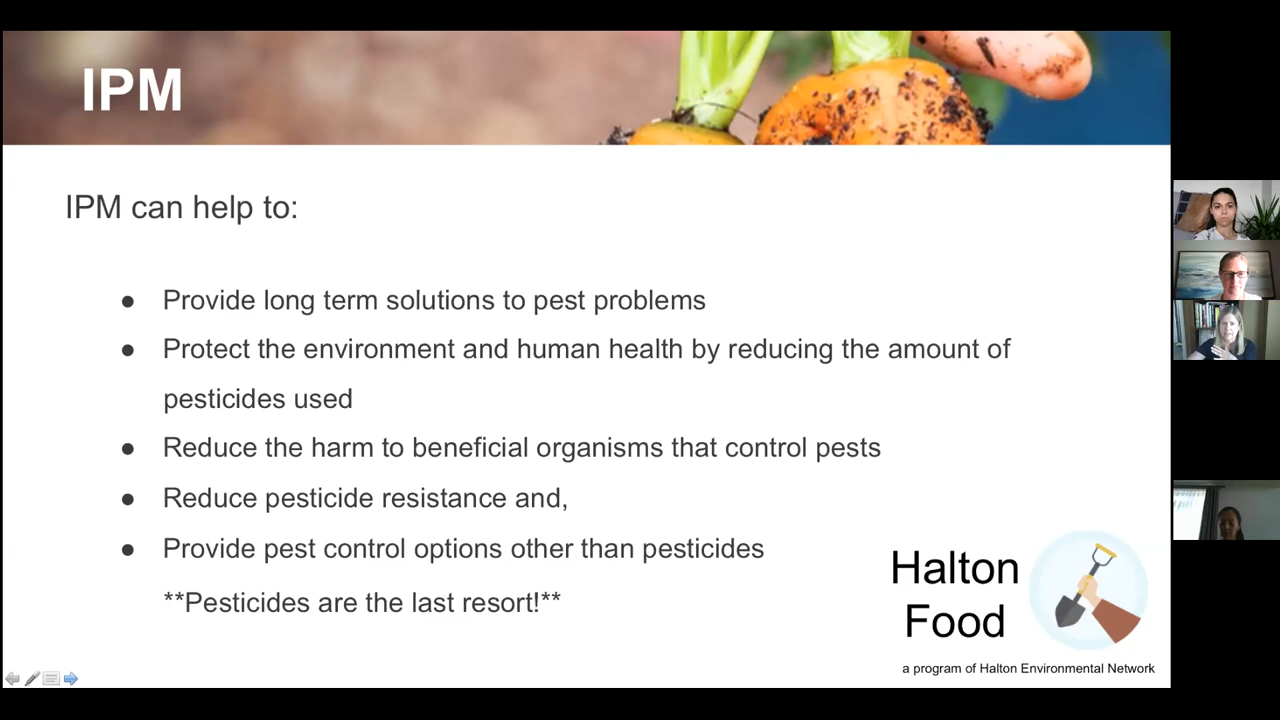 IPM
IPM can help to:
● Provide long term solutions to pest problems
● Protect the environment and human health by reducing the amount of
pesticides used
● Reduce the harm to beneficial organisms that control pests
● Reduce pesticide resistance and,
● Provide pest control options other than pesticides
**Pesticides are the last resort!**
Halton
Food
a program of Halton Environmental Network